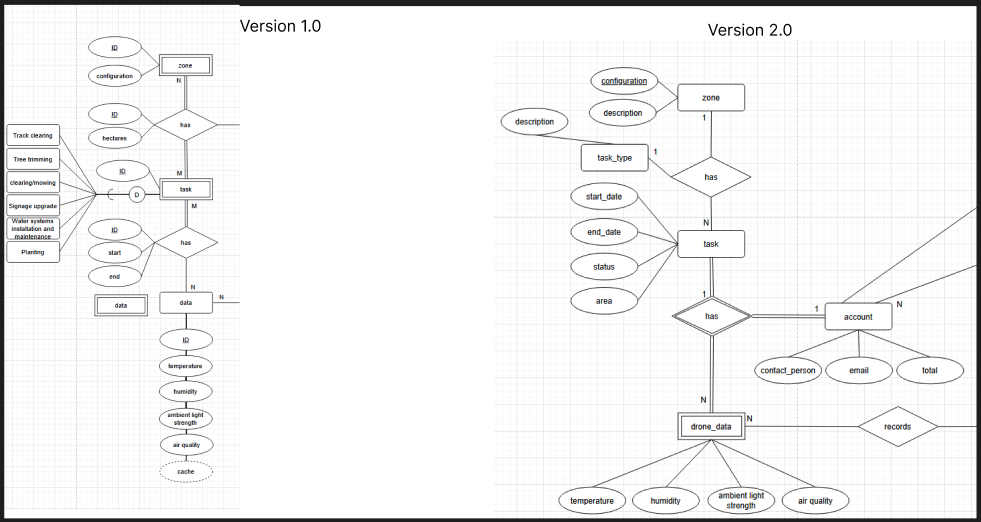 Version 1.0
ID
zone
configuration
N
ID
has
hectares
Track clearing
Tree trimming
clearing/mowing
Signage upgrade
Water systems
installation and
maintenance
Planting
ID
M
D
task
M
ID
has
start
end
N
data
data
N
ID
temperature
humidity
ambient light
strength
air quality
cache
Version 2.0
configuration
zone
description
1
description
task_type
1
has
start_date
N
end_date
task
status
area
1
has
1
account
N
contact_person
email
total
N
drone_data
N
records
temperature
humidity
ambient light
strength
air quality